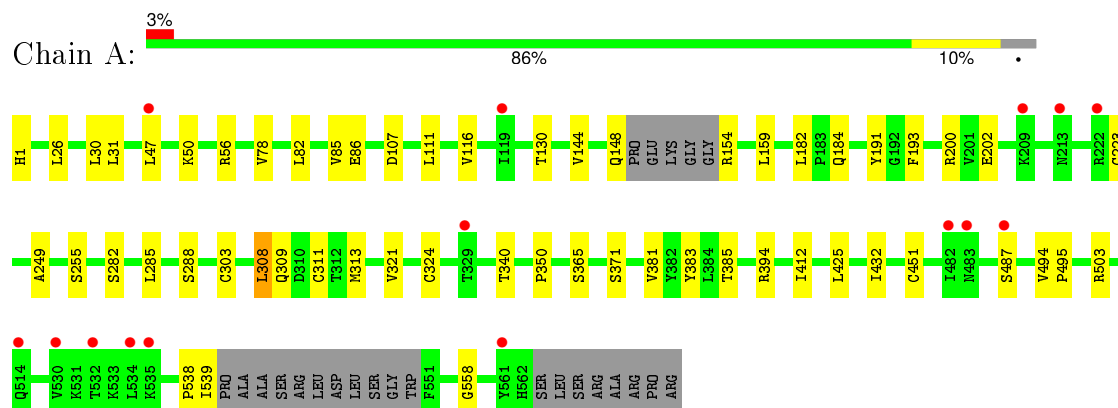 3%
Chain A:
86% 10% •
H1 L26 L30 L31 L47 K50 R56 V78 L82 V85 E86 D107 L111 V116 I119 T130 V144 Q148 PRO GLU LYS GLY GLY R154 L159 L182 P183 Q184 Y191 G192 F193 R200 V201 E202 K209 N213 R222
A249 S255 S282 L285 S288 C303 L308 Q309 D310 C311 T312 M313 V321 C324 T329 T340 P350 S365 S371 V381 Y382 Y383 L384 T385 R394 I412 L425 I432 C451 I482 N483 S487 V494 P495 R503
Q514 V530 K531 T532 K533 L534 K535 P538 I539 PRO ALA ALA SER ARG LEU ASP LEU SER GLY TRP F551 G558 Y561 H562 SER LEU SER ARG ALA ARG PRO ARG